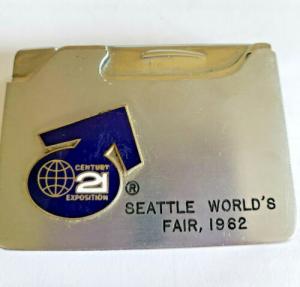 CENTURY
21
EXPOSITION
®
SEATTLE WORLD'S
FAIR, 1962